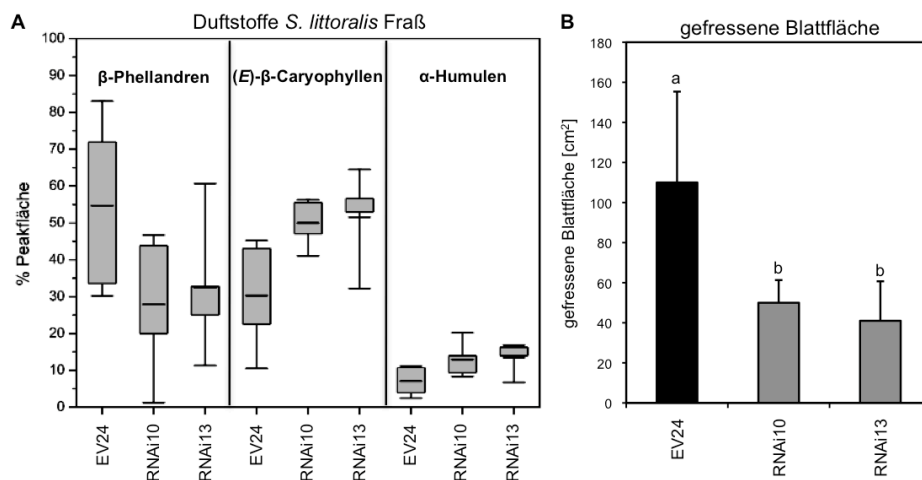 A
Duftstoffe S. littoralis Fraß
β-Phellandren
(E)-β-Caryophyllen
α-Humulen
% Peakfläche
100
90
80
70
60
50
40
30
20
10
0
EV24
RNAi10
RNAi13
EV24
RNAi10
RNAi13
EV24
RNAi10
RNAi13
B
gefressene Blattfläche
gefressene Blattfläche [cm²]
180
160
140
120
100
80
60
40
20
0
a
b
b
EV24
RNAi10
RNAi13